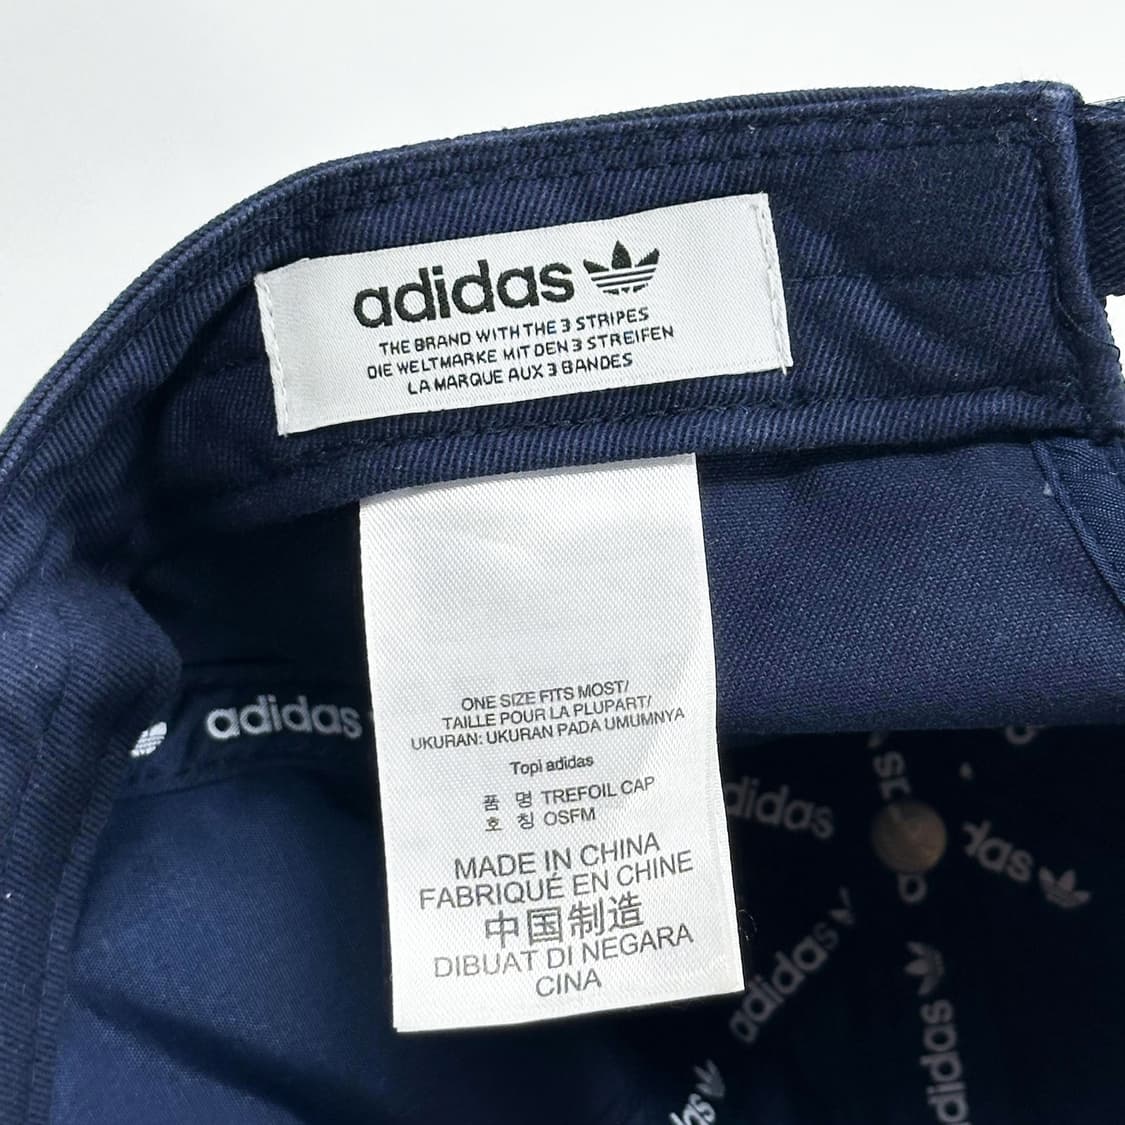 adidas
THE BRAND WITH THE 3 STRIPES
DIE WELTMARKE MIT DEN 3 STREIFEN
LA MARQUE AUX 3 BANDES
ONE SIZE FITS MOST/
TAILLE POUR LA PLUPART/
UKURAN: UKURAN PADA UMUMNYA
Topi adidas
품 명 TREFOIL CAP
호 칭 OSFM
MADE IN CHINA
FABRIQUÉ EN CHINE
中国制造
DIBUAT DI NEGARA
CINA
adidas
adidas
adidas
adidas